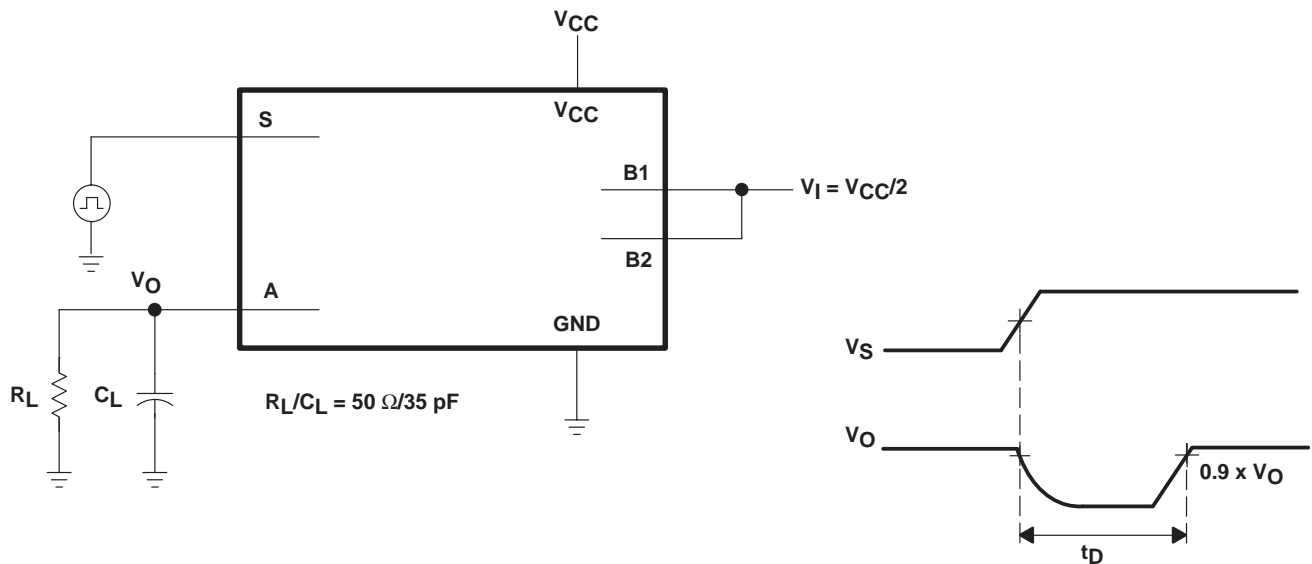 VCC
VCC
S
B1
VI = VCC/2
B2
VO
A
GND
RL
CL
RL/CL = 50 Ω/35 pF
VS
VO
0.9 x VO
tD